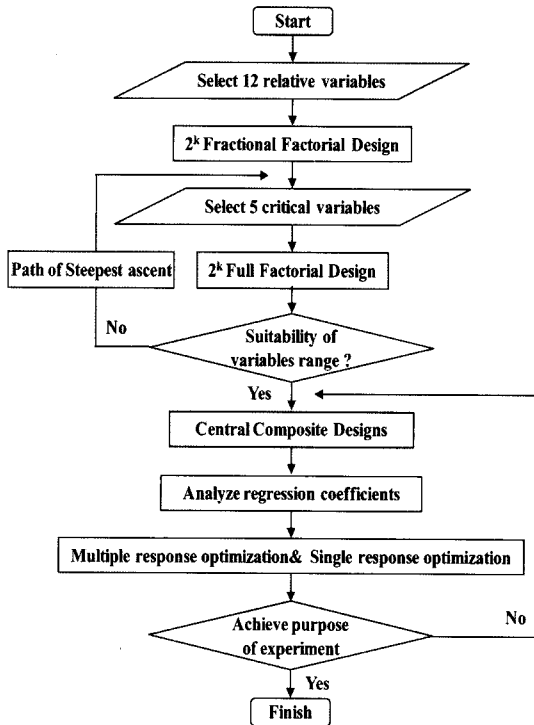 Start
Select 12 relative variables
2ᵏ Fractional Factorial Design
Select 5 critical variables
Path of Steepest ascent
2ᵏ Full Factorial Design
No
Suitability of
variables range ?
Yes
Central Composite Designs
Analyze regression coefficients
Multiple response optimization& Single response optimization
Achieve purpose
of experiment
No
Yes
Finish